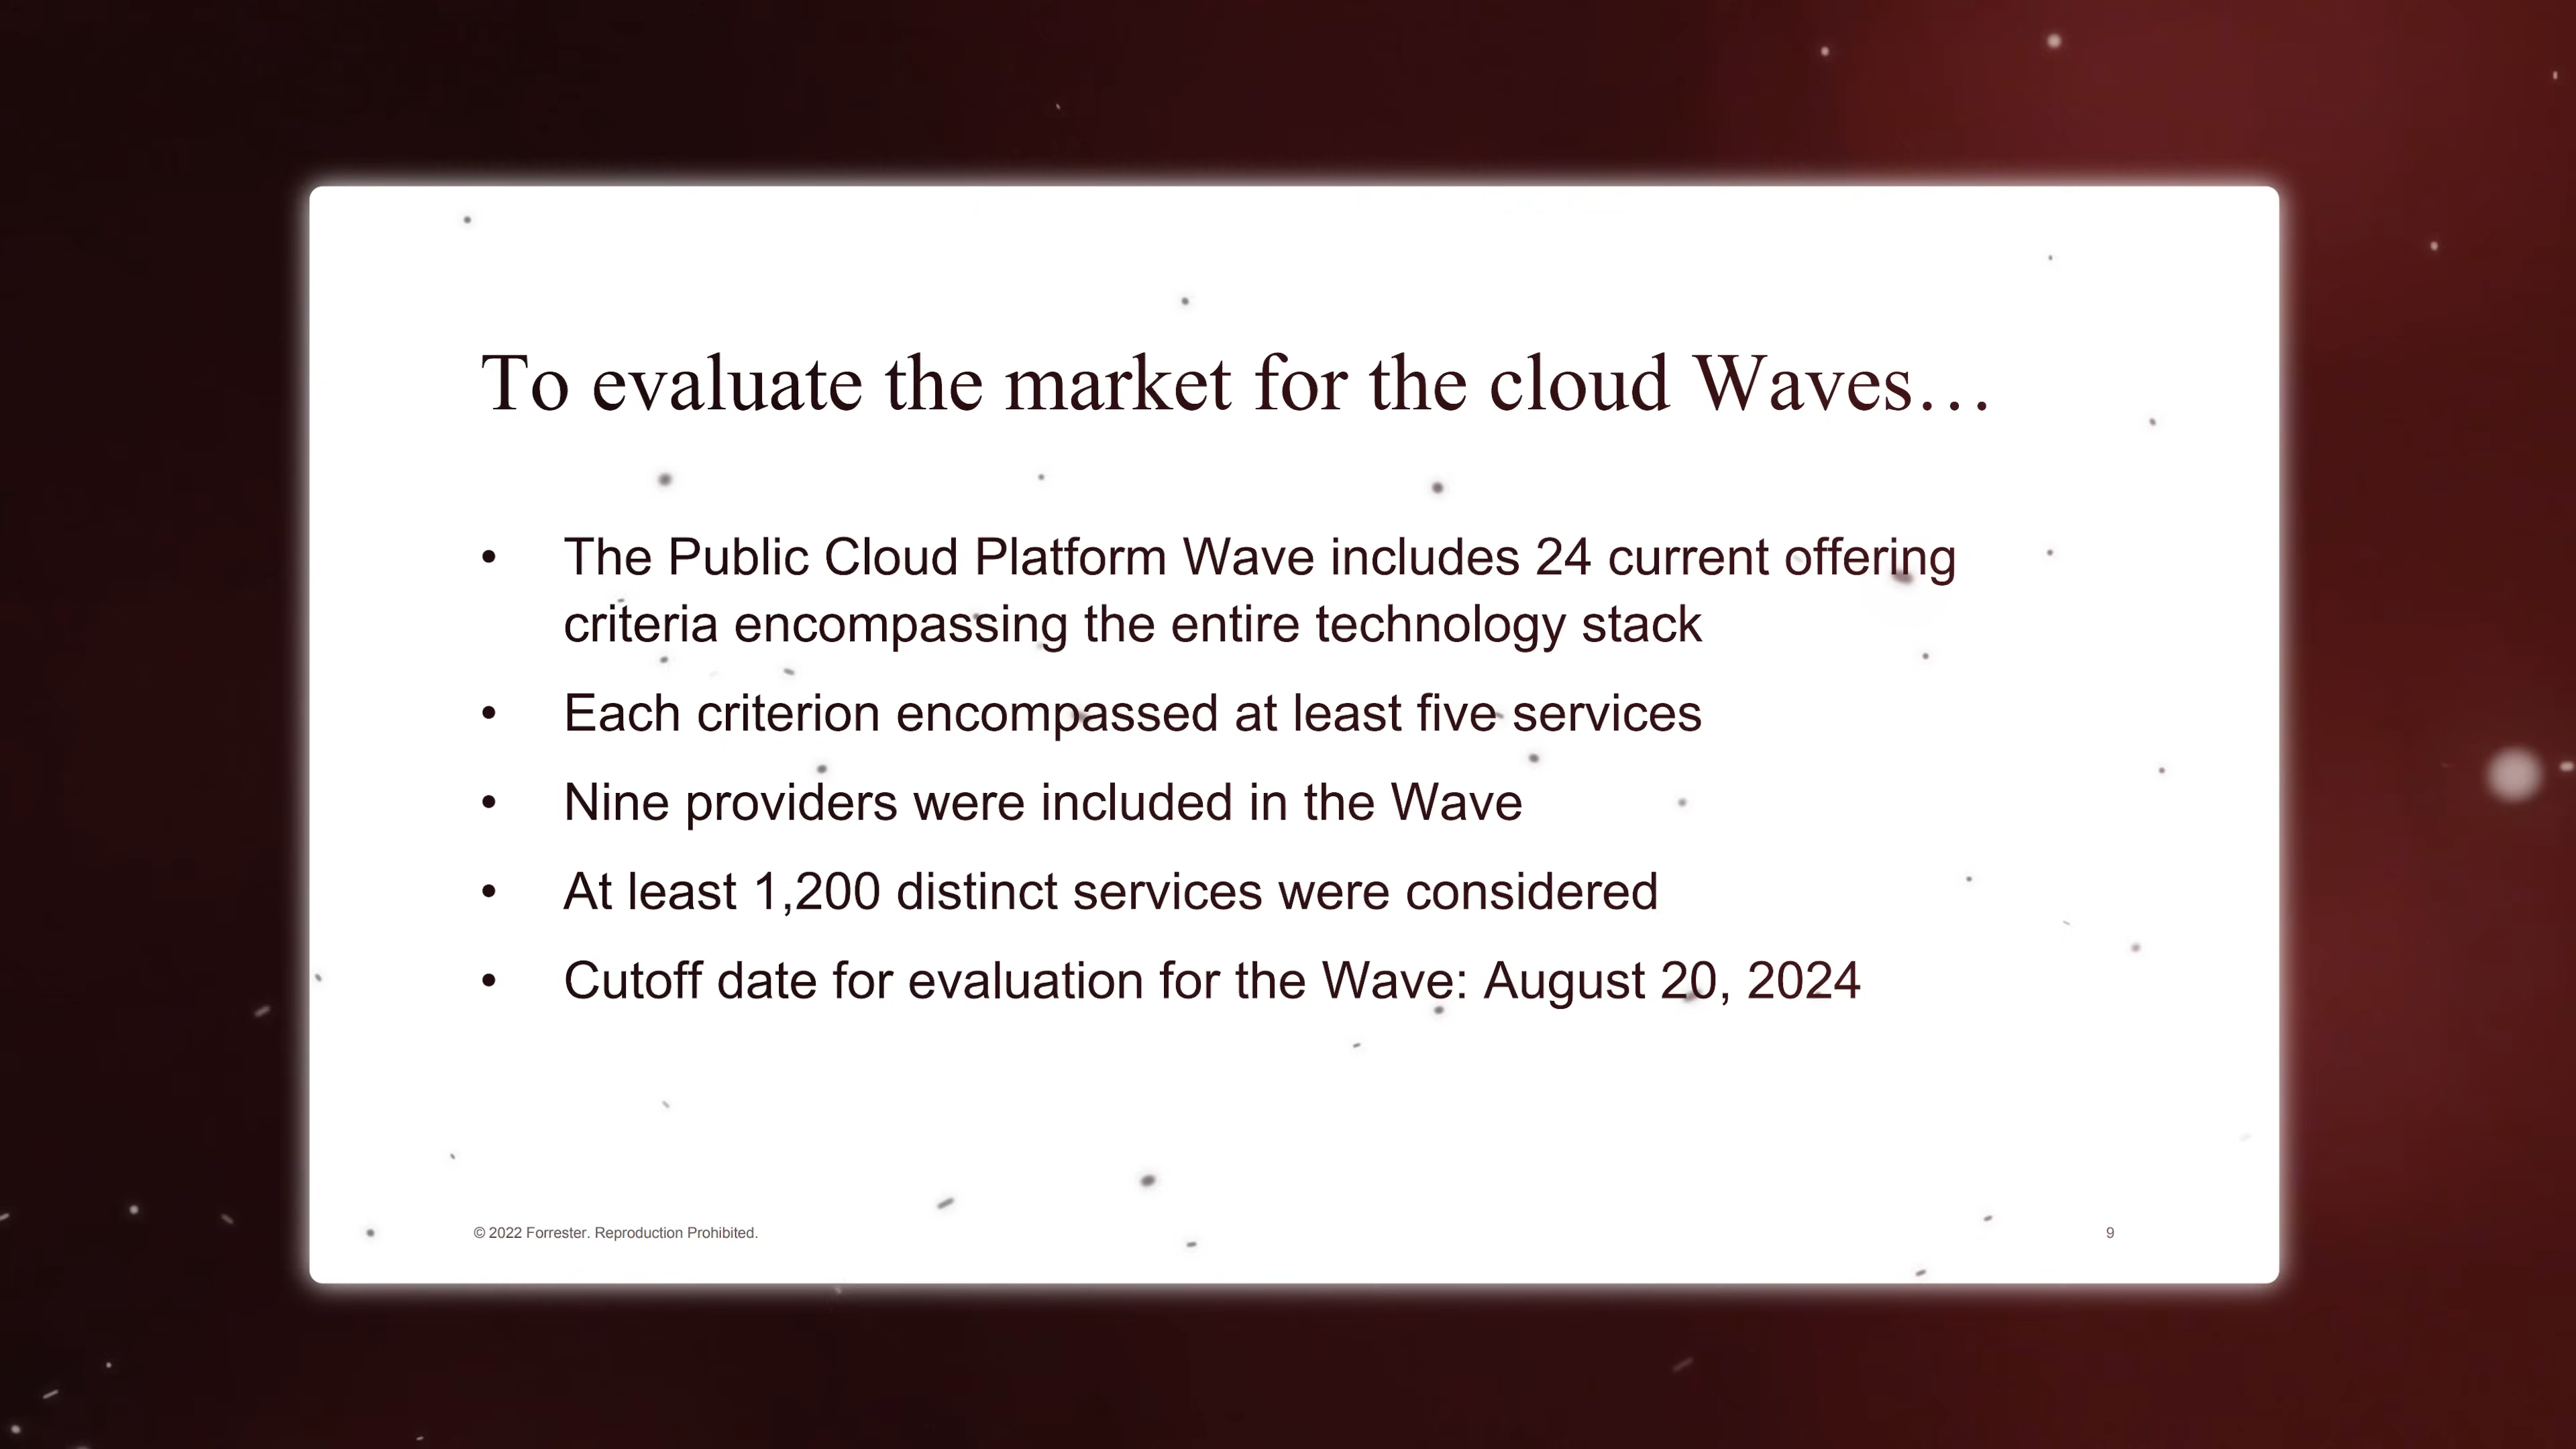 To evaluate the market for the cloud Waves…
• The Public Cloud Platform Wave includes 24 current offering
criteria encompassing the entire technology stack
• Each criterion encompassed at least five services
• Nine providers were included in the Wave
• At least 1,200 distinct services were considered
• Cutoff date for evaluation for the Wave: August 20, 2024
© 2022 Forrester. Reproduction Prohibited.
9